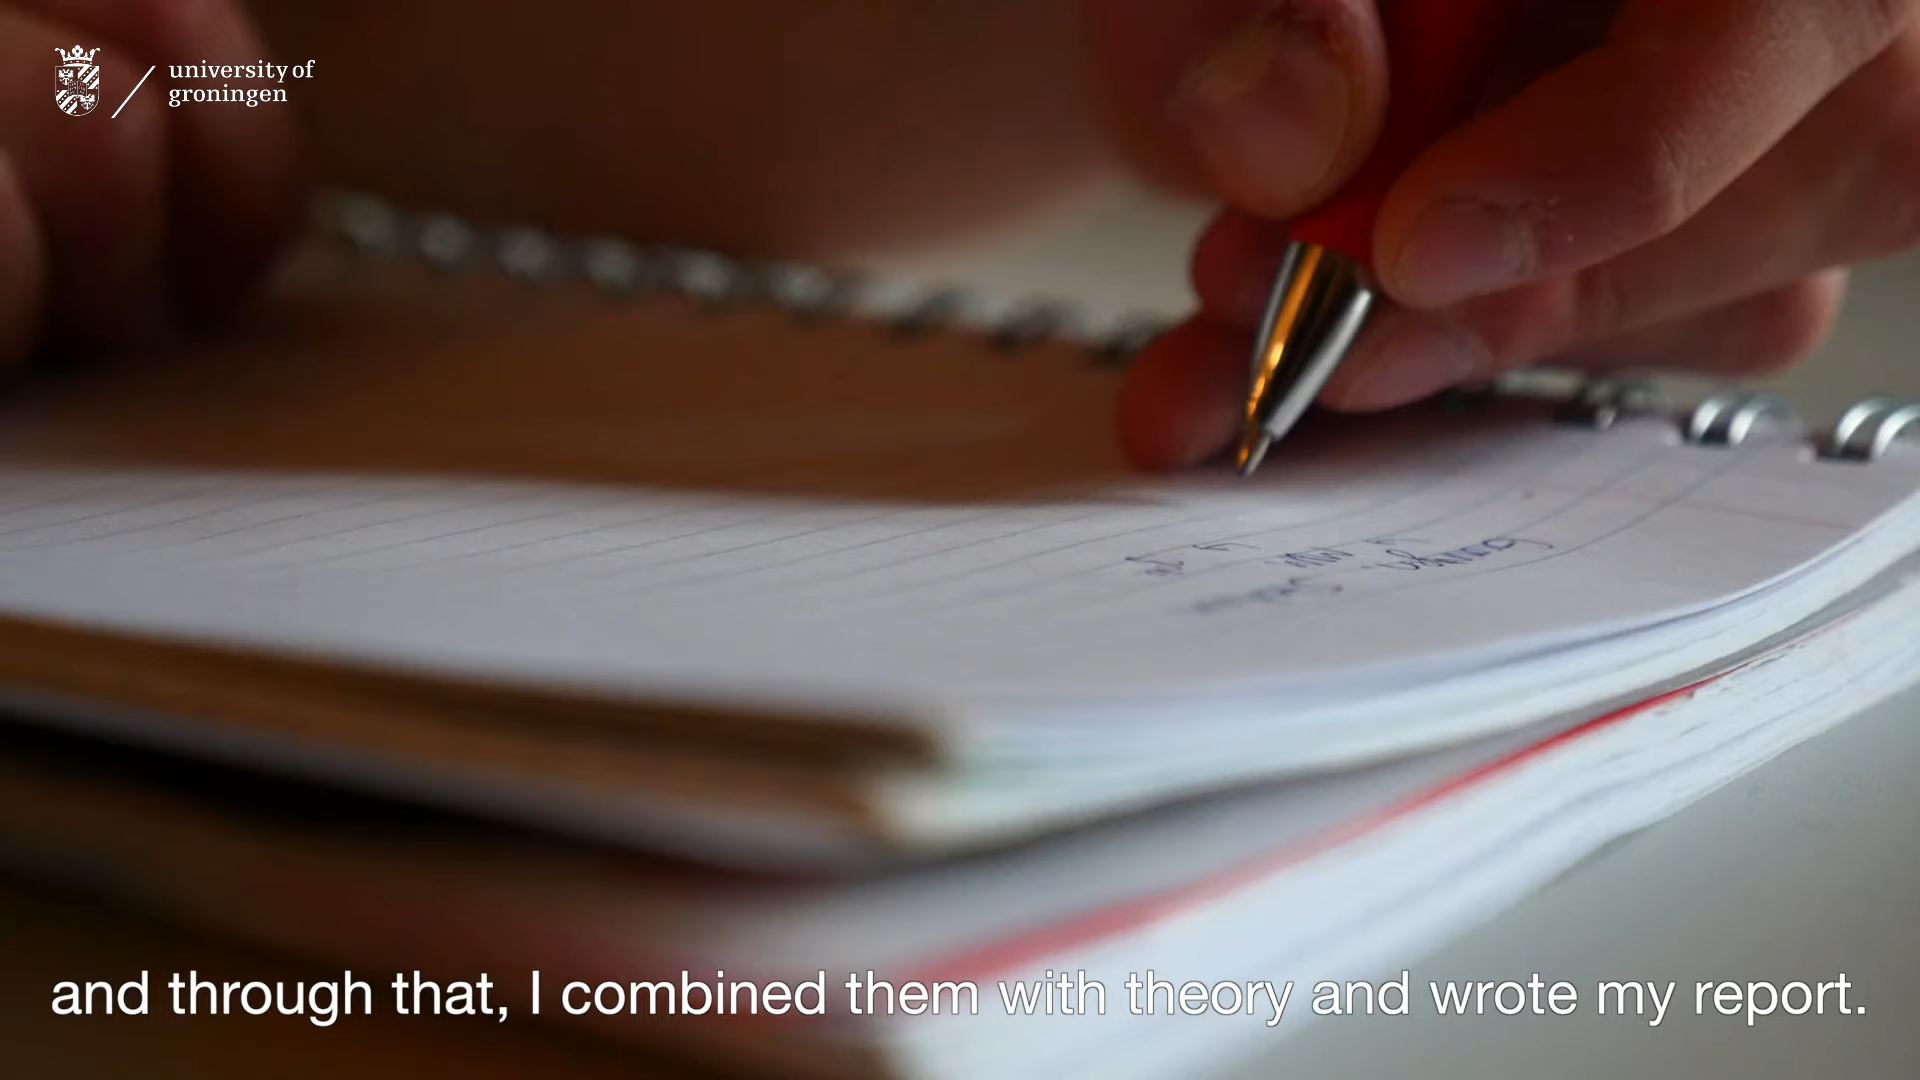 university of
groningen
and through that, I combined them with theory and wrote my report.